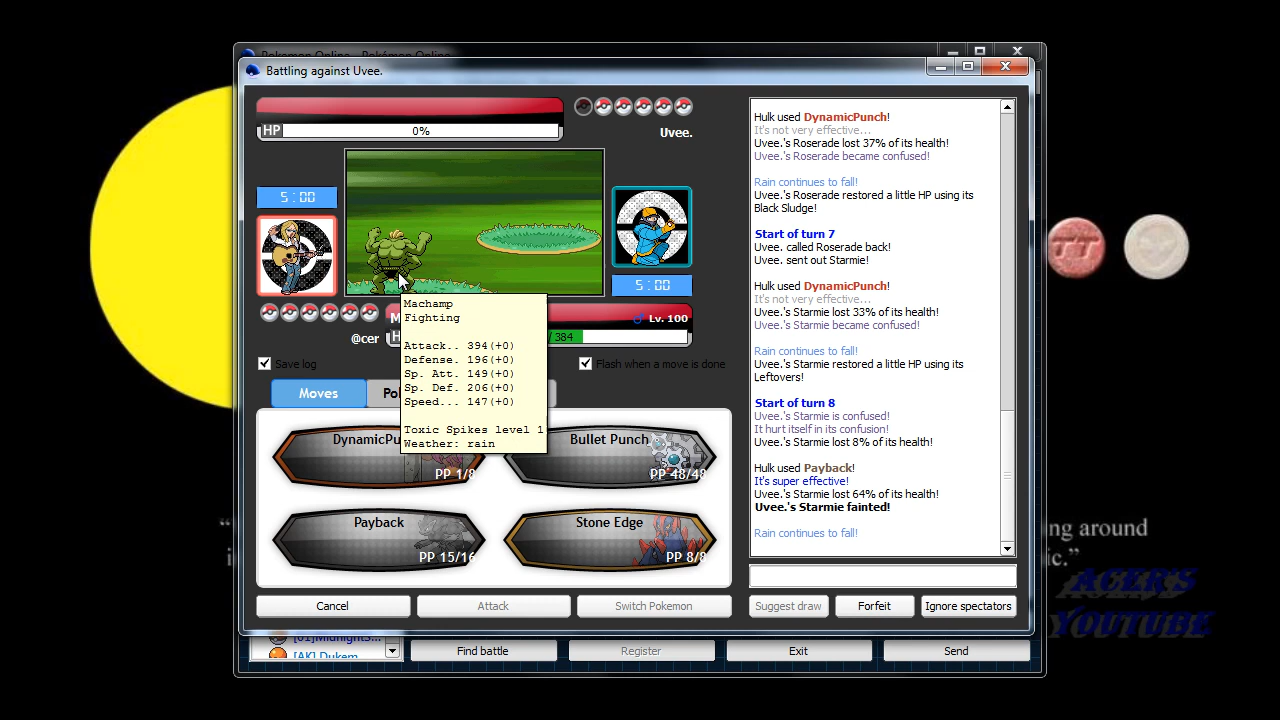 Pokemon Online - Pokémon Online
Battling against Uvee.
HP
0%
Uvee.
5:00
5:00
@cer
Lv. 100
/384
Save log
Flash when a move is done
Machamp
Fighting
Attack.. 394(+0)
Defense. 196(+0)
Sp. Att. 149(+0)
Sp. Def. 206(+0)
Speed... 147(+0)
Toxic Spikes level 1
Weather: rain
Moves
DynamicPu
PP 1/8
Bullet Punch
PP 48/48
Payback
PP 15/16
Stone Edge
PP 8/8
Cancel
Attack
Switch Pokemon
Hulk used DynamicPunch!
It's not very effective...
Uvee.'s Roserade lost 37% of its health!
Uvee.'s Roserade became confused!
Rain continues to fall!
Uvee.'s Roserade restored a little HP using its
Black Sludge!
Start of turn 7
Uvee. called Roserade back!
Uvee. sent out Starmie!
Hulk used DynamicPunch!
It's not very effective...
Uvee.'s Starmie lost 33% of its health!
Uvee.'s Starmie became confused!
Rain continues to fall!
Uvee.'s Starmie restored a little HP using its
Leftovers!
Start of turn 8
Uvee.'s Starmie is confused!
It hurt itself in its confusion!
Uvee.'s Starmie lost 8% of its health!
Hulk used Payback!
It's super effective!
Uvee.'s Starmie lost 64% of its health!
Uvee.'s Starmie fainted!
Rain continues to fall!
Suggest draw
Forfeit
Ignore spectators
[AK] Dukem
Find battle
Register
Exit
Send
TT
around
ic.”
ACER'S
YOUTUBE